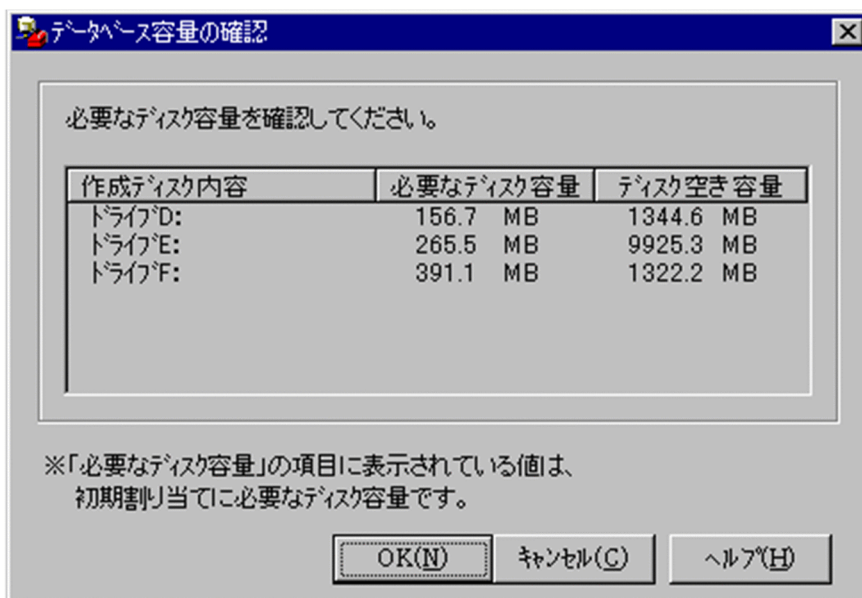 ﾃﾞｰﾀﾍﾞｰｽ容量の確認
必要なﾃﾞｨｽｸ容量を確認してください。
作成ﾃﾞｨｽｸ内容 必要なﾃﾞｨｽｸ容量 ﾃﾞｨｽｸ空き容量
ﾄﾞﾗｲﾌﾞD: 156.7 MB 1344.6 MB
ﾄﾞﾗｲﾌﾞE: 265.5 MB 9925.3 MB
ﾄﾞﾗｲﾌﾞF: 391.1 MB 1322.2 MB
※「必要なﾃﾞｨｽｸ容量」の項目に表示されている値は、
初期割り当てに必要なﾃﾞｨｽｸ容量です。
OK(N) ｷｬﾝｾﾙ(C) ﾍﾙﾌﾟ(H)